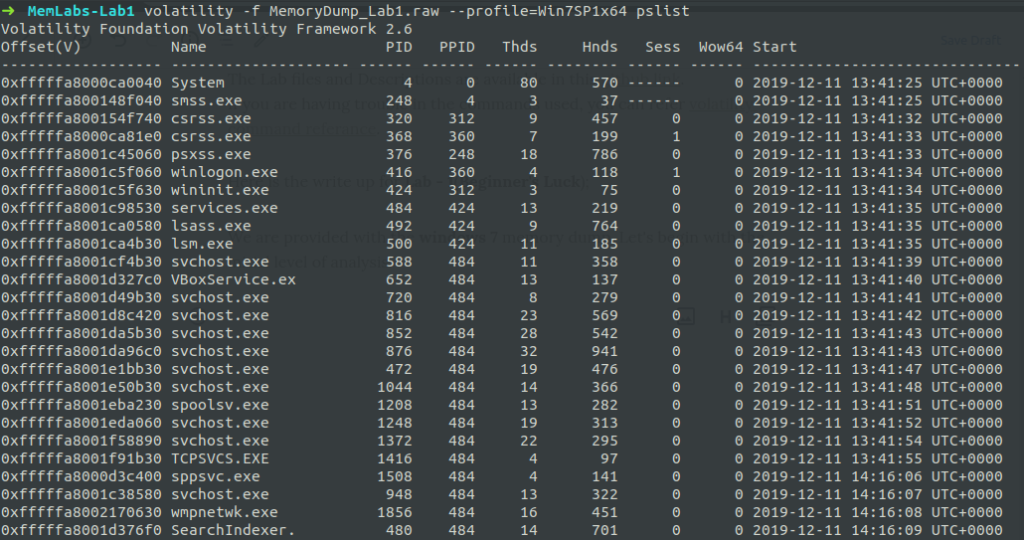 ➜ MemLabs-Lab1 volatility -f MemoryDump_Lab1.raw --profile=Win7SP1x64 pslist
Volatility Foundation Volatility Framework 2.6
Offset(V) Name PID PPID Thds Hnds Sess Wow64 Start
------------------ -------------------- ------ ------ ------ -------- ------ ------ ------------------------------
0xfffffa8000ca0040 System 4 0 80 570 ------ 0 2019-12-11 13:41:25 UTC+0000
0xfffffa800148f040 smss.exe 248 4 3 37 ------ 0 2019-12-11 13:41:25 UTC+0000
0xfffffa800154f740 csrss.exe 320 312 9 457 0 0 2019-12-11 13:41:32 UTC+0000
0xfffffa8000ca81e0 csrss.exe 368 360 7 199 1 0 2019-12-11 13:41:33 UTC+0000
0xfffffa8001c45060 psxss.exe 376 248 18 786 0 0 2019-12-11 13:41:33 UTC+0000
0xfffffa8001c5f060 winlogon.exe 416 360 4 118 1 0 2019-12-11 13:41:34 UTC+0000
0xfffffa8001c5f630 wininit.exe 424 312 3 75 0 0 2019-12-11 13:41:34 UTC+0000
0xfffffa8001c98530 services.exe 484 424 13 219 0 0 2019-12-11 13:41:35 UTC+0000
0xfffffa8001ca0580 lsass.exe 492 424 9 764 0 0 2019-12-11 13:41:35 UTC+0000
0xfffffa8001ca4b30 lsm.exe 500 424 11 185 0 0 2019-12-11 13:41:35 UTC+0000
0xfffffa8001cf4b30 svchost.exe 588 484 11 358 0 0 2019-12-11 13:41:39 UTC+0000
0xfffffa8001d327c0 VBoxService.ex 652 484 13 137 0 0 2019-12-11 13:41:40 UTC+0000
0xfffffa8001d49b30 svchost.exe 720 484 8 279 0 0 2019-12-11 13:41:41 UTC+0000
0xfffffa8001d8c420 svchost.exe 816 484 23 569 0 0 2019-12-11 13:41:42 UTC+0000
0xfffffa8001da5b30 svchost.exe 852 484 28 542 0 0 2019-12-11 13:41:43 UTC+0000
0xfffffa8001da96c0 svchost.exe 876 484 32 941 0 0 2019-12-11 13:41:43 UTC+0000
0xfffffa8001e1bb30 svchost.exe 472 484 19 476 0 0 2019-12-11 13:41:47 UTC+0000
0xfffffa8001e50b30 svchost.exe 1044 484 14 366 0 0 2019-12-11 13:41:48 UTC+0000
0xfffffa8001eba230 spoolsv.exe 1208 484 13 282 0 0 2019-12-11 13:41:51 UTC+0000
0xfffffa8001eda060 svchost.exe 1248 484 19 313 0 0 2019-12-11 13:41:52 UTC+0000
0xfffffa8001f58890 svchost.exe 1372 484 22 295 0 0 2019-12-11 13:41:54 UTC+0000
0xfffffa8001f91b30 TCPSVCS.EXE 1416 484 4 97 0 0 2019-12-11 13:41:55 UTC+0000
0xfffffa8000d3c400 sppsvc.exe 1508 484 4 141 0 0 2019-12-11 14:16:06 UTC+0000
0xfffffa8001c38580 svchost.exe 948 484 13 322 0 0 2019-12-11 14:16:07 UTC+0000
0xfffffa8002170630 wmpnetwk.exe 1856 484 16 451 0 0 2019-12-11 14:16:08 UTC+0000
0xfffffa8001d376f0 SearchIndexer. 480 484 14 701 0 0 2019-12-11 14:16:09 UTC+0000